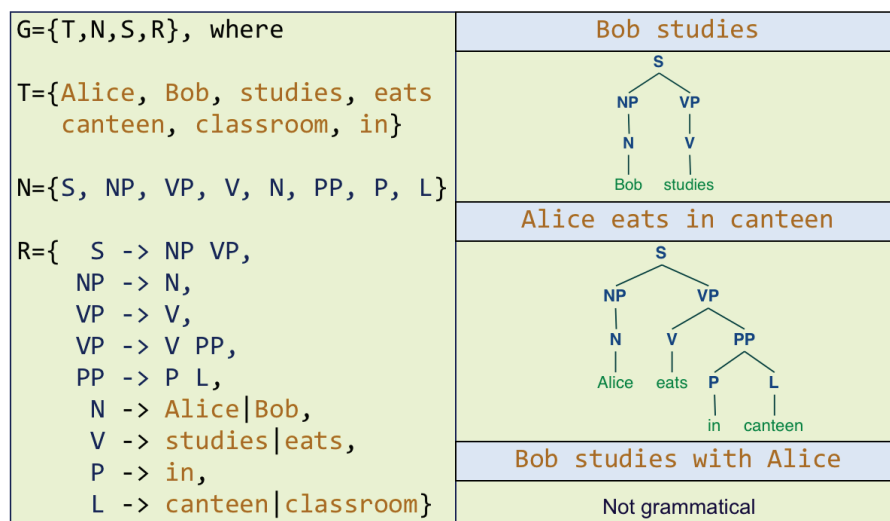 G={T,N,S,R}, where
T={Alice, Bob, studies, eats
canteen, classroom, in}
N={S, NP, VP, V, N, PP, P, L}
R={ S -> NP VP,
NP -> N,
VP -> V,
VP -> V PP,
PP -> P L,
N -> Alice|Bob,
V -> studies|eats,
P -> in,
L -> canteen|classroom}
Bob studies
S
NP VP
N V
Bob studies
Alice eats in canteen
S
NP VP
N V PP
Alice eats P L
in canteen
Bob studies with Alice
Not grammatical